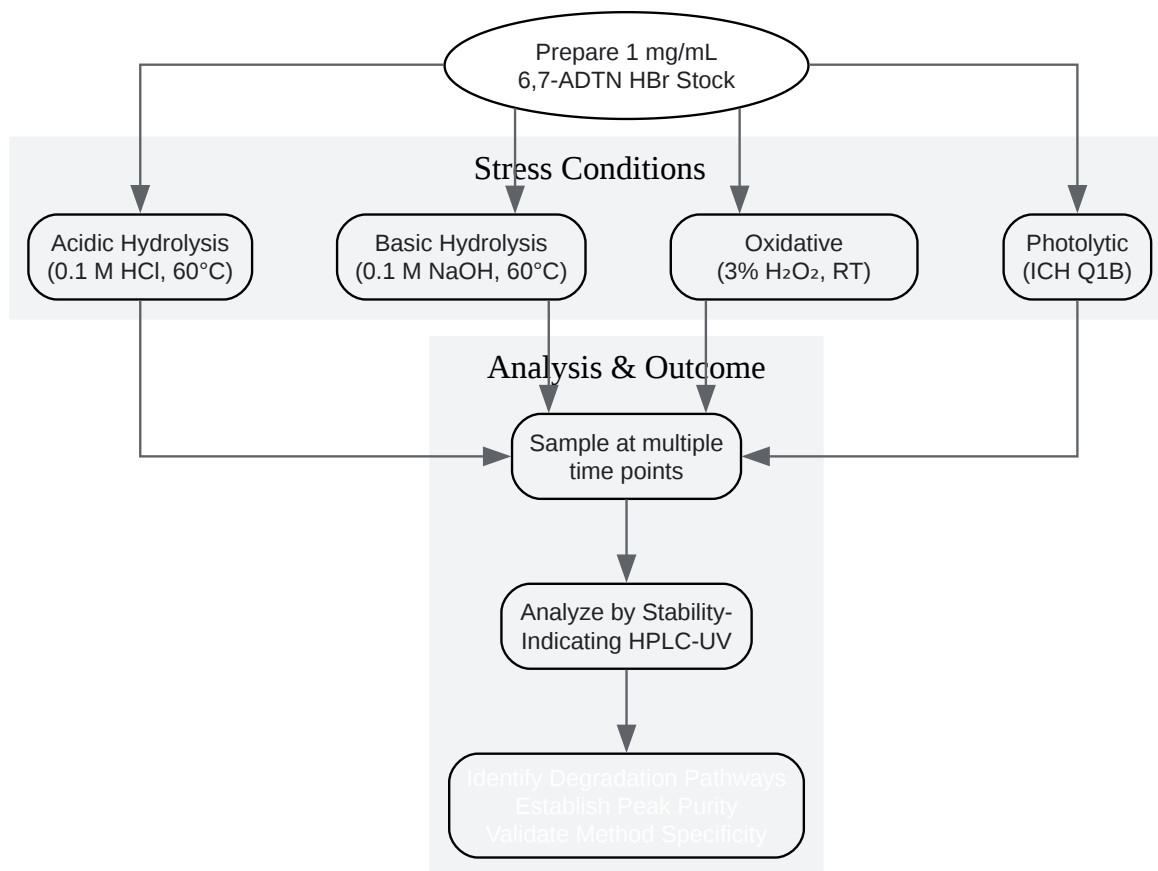 Prepare 1 mg/mL
6,7-ADTN HBr Stock
Stress Conditions
Acidic Hydrolysis
(0.1 M HCl, 60°C)
Basic Hydrolysis
(0.1 M NaOH, 60°C)
Oxidative
(3% H₂O₂, RT)
Photolytic
(ICH Q1B)
Analysis & Outcome
Sample at multiple
time points
Analyze by Stability-
Indicating HPLC-UV
Identify Degradation Pathways
Establish Peak Purity
Validate Method Specificity